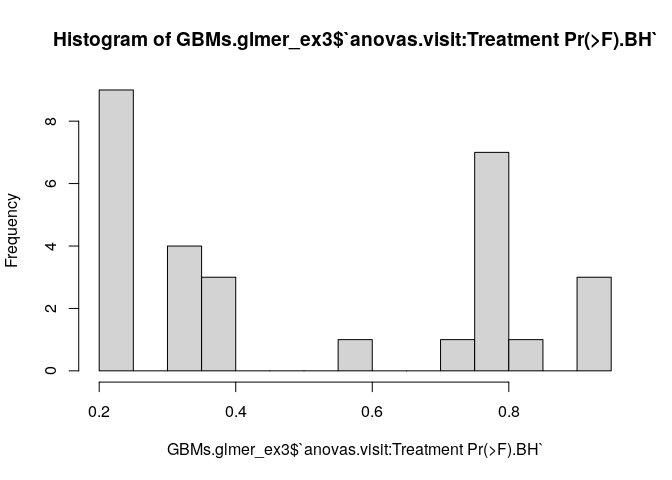 Histogram of GBMs.glmer_ex3$`anovas.visit:Treatment Pr(>F).BH`
Frequency
8
6
4
2
0
0.2 0.4 0.6 0.8
GBMs.glmer_ex3$`anovas.visit:Treatment Pr(>F).BH`